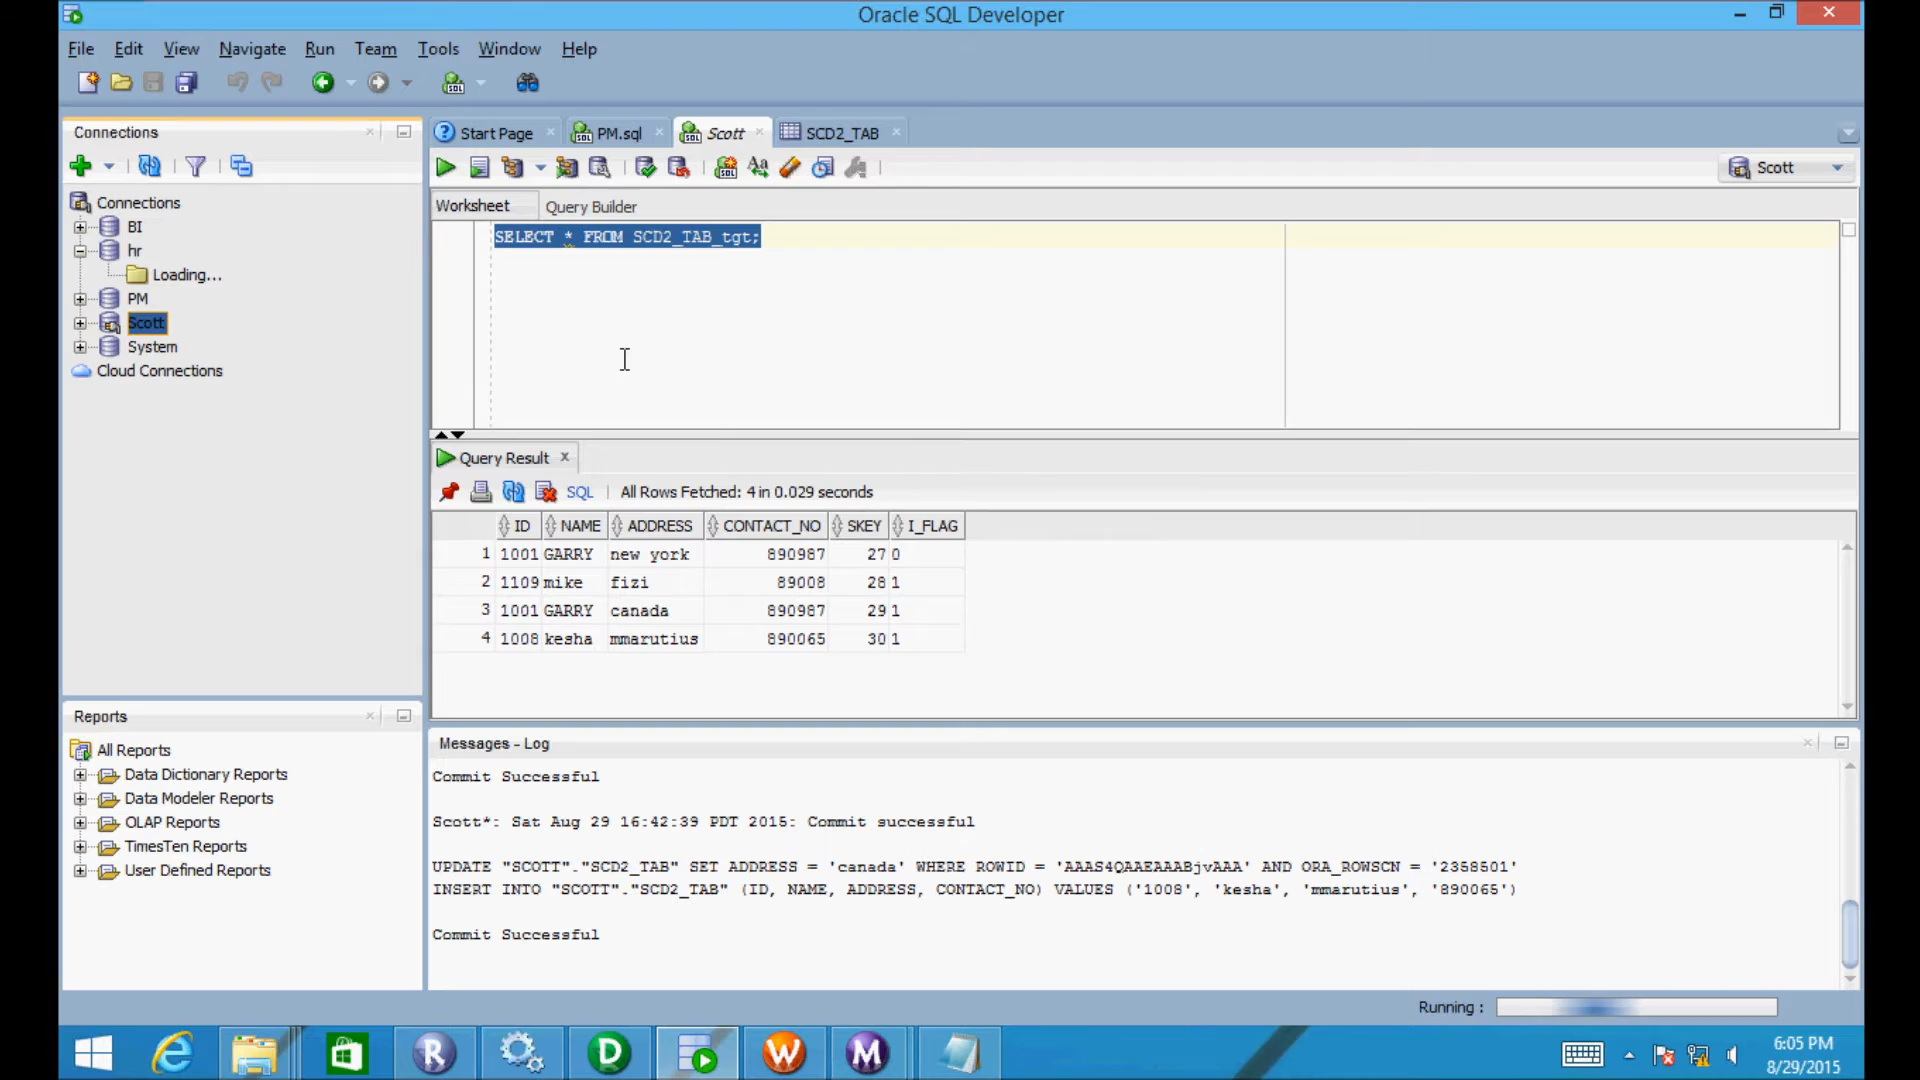 Oracle SQL Developer
File Edit View Navigate Run Team Tools Window Help
Connections
Start Page PM.sql Scott SCD2_TAB
Scott
Connections
BI
hr
Loading...
PM
Scott
System
Cloud Connections
Worksheet Query Builder
SELECT * FROM SCD2_TAB_tgt;
Query Result
SQL All Rows Fetched: 4 in 0.029 seconds
ID NAME ADDRESS CONTACT_NO SKEY I_FLAG
1 1001 GARRY new york 890987 27 0
2 1109 mike fizi 89008 28 1
3 1001 GARRY canada 890987 29 1
4 1008 kesha mmarutius 890065 30 1
Reports
All Reports
Data Dictionary Reports
Data Modeler Reports
OLAP Reports
TimesTen Reports
User Defined Reports
Messages - Log
Commit Successful
Scott*: Sat Aug 29 16:42:39 PDT 2015: Commit successful
UPDATE "SCOTT"."SCD2_TAB" SET ADDRESS = 'canada' WHERE ROWID = 'AAAS4QAAEAAABjvAAA' AND ORA_ROWSCN = '2358501'
INSERT INTO "SCOTT"."SCD2_TAB" (ID, NAME, ADDRESS, CONTACT_NO) VALUES ('1008', 'kesha', 'mmarutius', '890065')
Commit Successful
Running :
R D W M
6:05 PM
8/29/2015